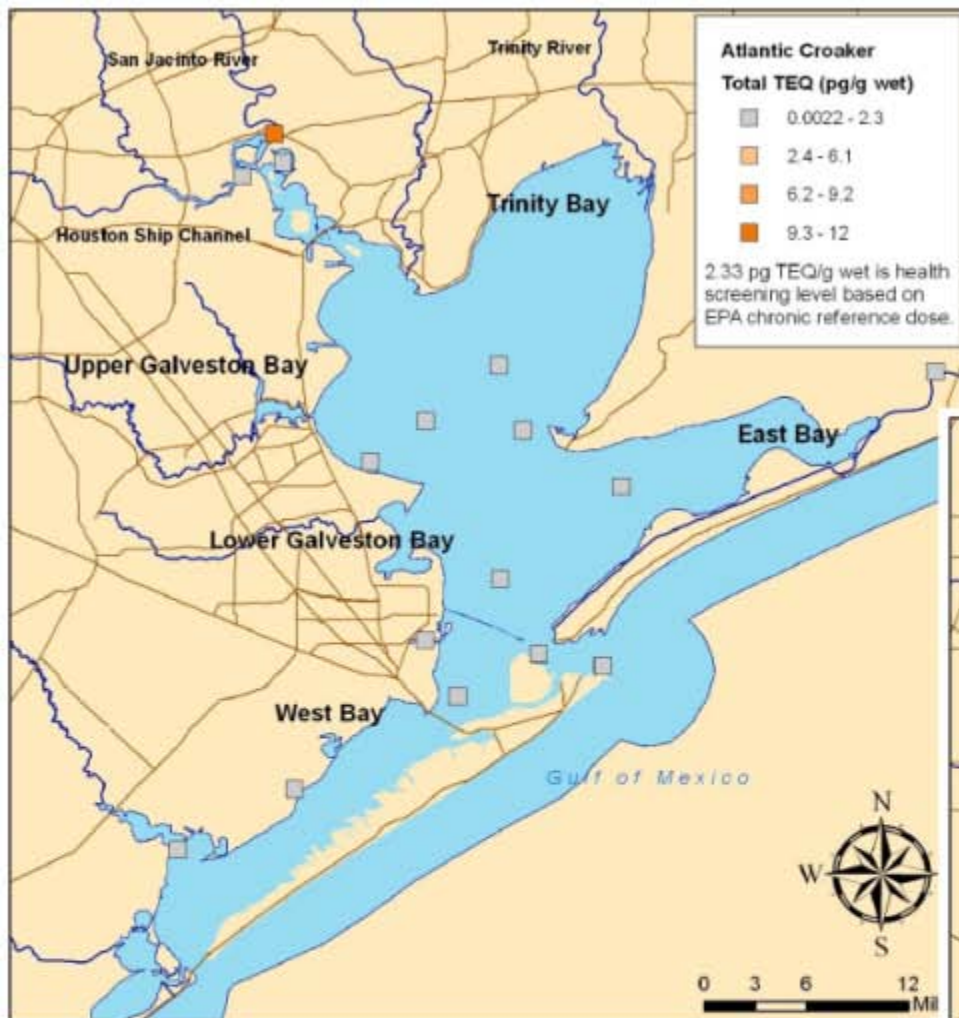 San Jacinto River
Trinity River
Atlantic Croaker
Total TEQ (pg/g wet)
0.0022 - 2.3
2.4 - 6.1
6.2 - 9.2
9.3 - 12
2.33 pg TEQ/g wet is health
screening level based on
EPA chronic reference dose.
Trinity Bay
Houston Ship Channel
Upper Galveston Bay
East Bay
Lower Galveston Bay
West Bay
Gulf of Mexico
N
W
E
S
0 3 6 12
Mil